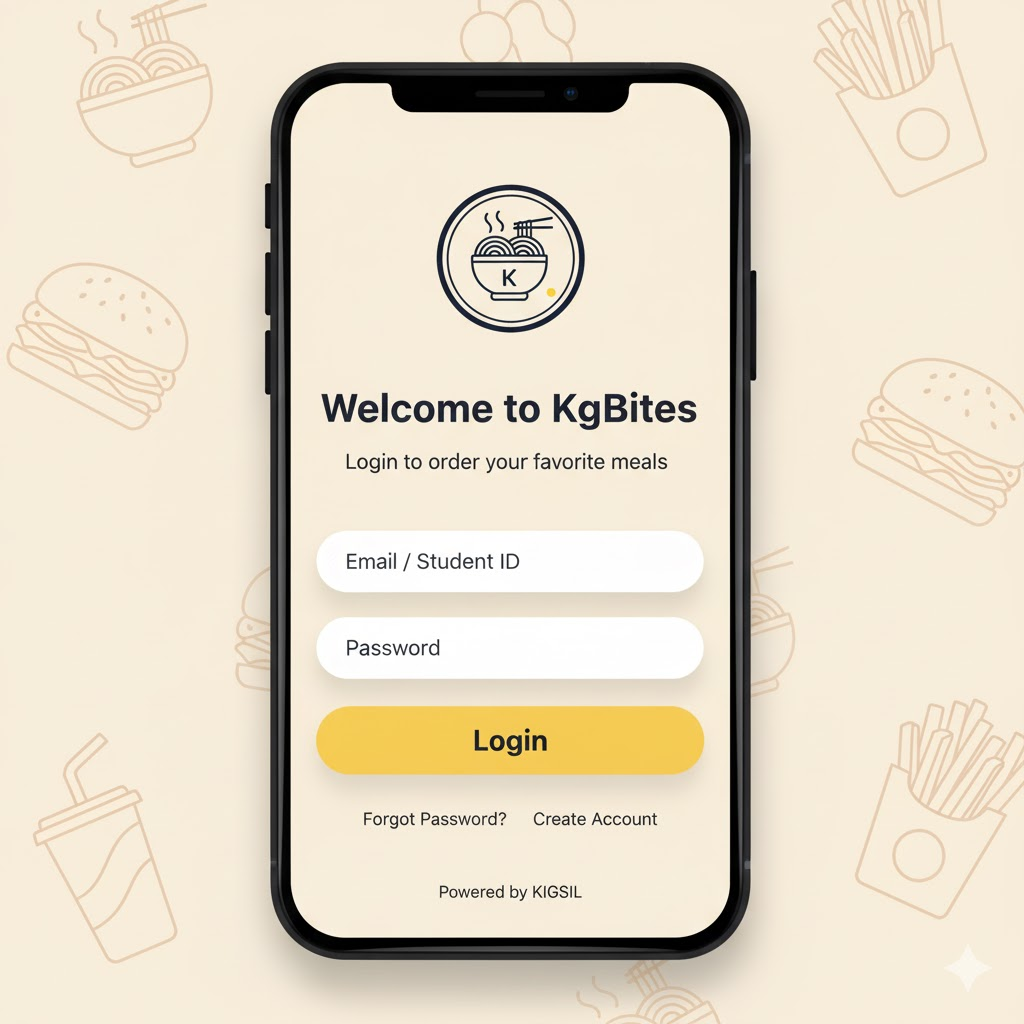 K
Welcome to KgBites
Login to order your favorite meals
Email / Student ID
Password
Login
Forgot Password? Create Account
Powered by KIGSIL